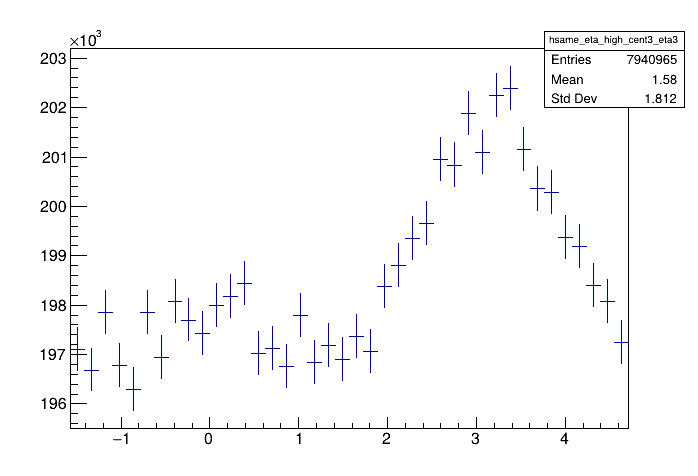 ×10³
hsame_eta_high_cent3_eta3
Entries 7940965
Mean 1.58
Std Dev 1.812
203
202
201
200
199
198
197
196
−1 0 1 2 3 4